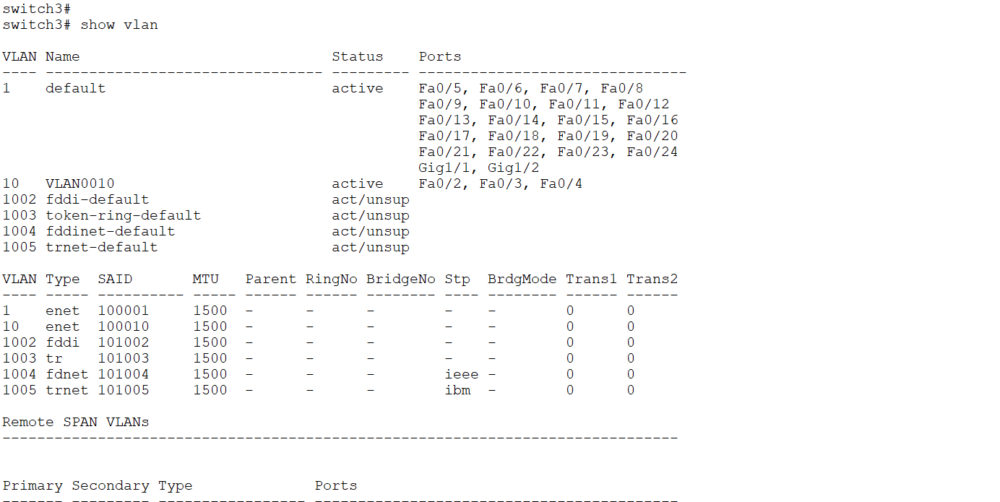 switch3#
switch3# show vlan
VLAN Name                             Status    Ports
---- -------------------------------- --------- -------------------------------
1    default                          active    Fa0/5, Fa0/6, Fa0/7, Fa0/8
                                                Fa0/9, Fa0/10, Fa0/11, Fa0/12
                                                Fa0/13, Fa0/14, Fa0/15, Fa0/16
                                                Fa0/17, Fa0/18, Fa0/19, Fa0/20
                                                Fa0/21, Fa0/22, Fa0/23, Fa0/24
                                                Gig1/1, Gig1/2
10   VLAN0010                         active    Fa0/2, Fa0/3, Fa0/4
1002 fddi-default                     act/unsup
1003 token-ring-default               act/unsup
1004 fddinet-default                  act/unsup
1005 trnet-default                    act/unsup
VLAN Type  SAID       MTU   Parent RingNo BridgeNo Stp  BrdgMode Trans1 Trans2
---- ----- ---------- ----- ------ ------ -------- ---- -------- ------ ------
1    enet  100001     1500  -      -      -        -    -        0      0
10   enet  100010     1500  -      -      -        -    -        0      0
1002 fddi  101002     1500  -      -      -        -    -        0      0
1003 tr    101003     1500  -      -      -        -    -        0      0
1004 fdnet 101004     1500  -      -      -        ieee -        0      0
1005 trnet 101005     1500  -      -      -        ibm  -        0      0
Remote SPAN VLANs
------------------------------------------------------------------------------
Primary Secondary Type              Ports
------- --------- ----------------- ------------------------------------------